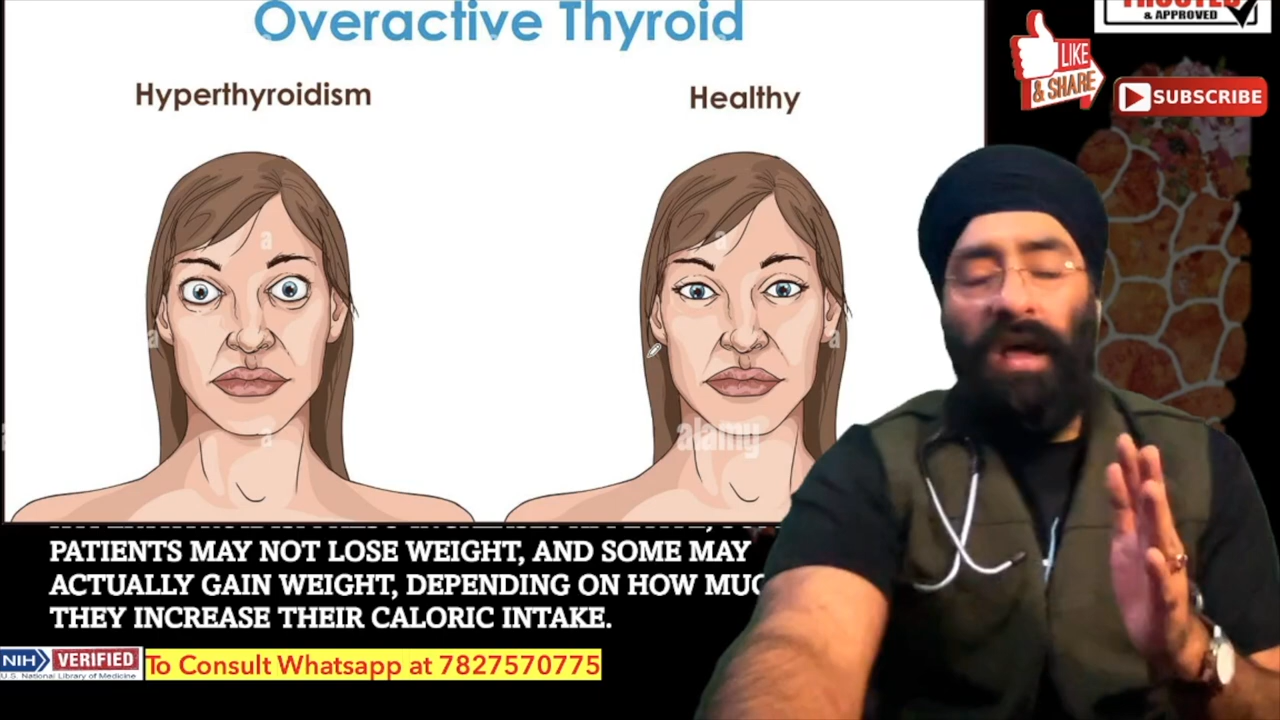 Overactive Thyroid
Hyperthyroidism
Healthy
a
a
a
a
a
alamy
PATIENTS MAY NOT LOSE WEIGHT, AND SOME MAY
ACTUALLY GAIN WEIGHT, DEPENDING ON HOW
THEY INCREASE THEIR CALORIC INTAKE.
NIH VERIFIED
U.S. National Library of Medicine
To Consult Whatsapp at 7827570775
& APPROVED
LIKE
& SHARE
SUBSCRIBE